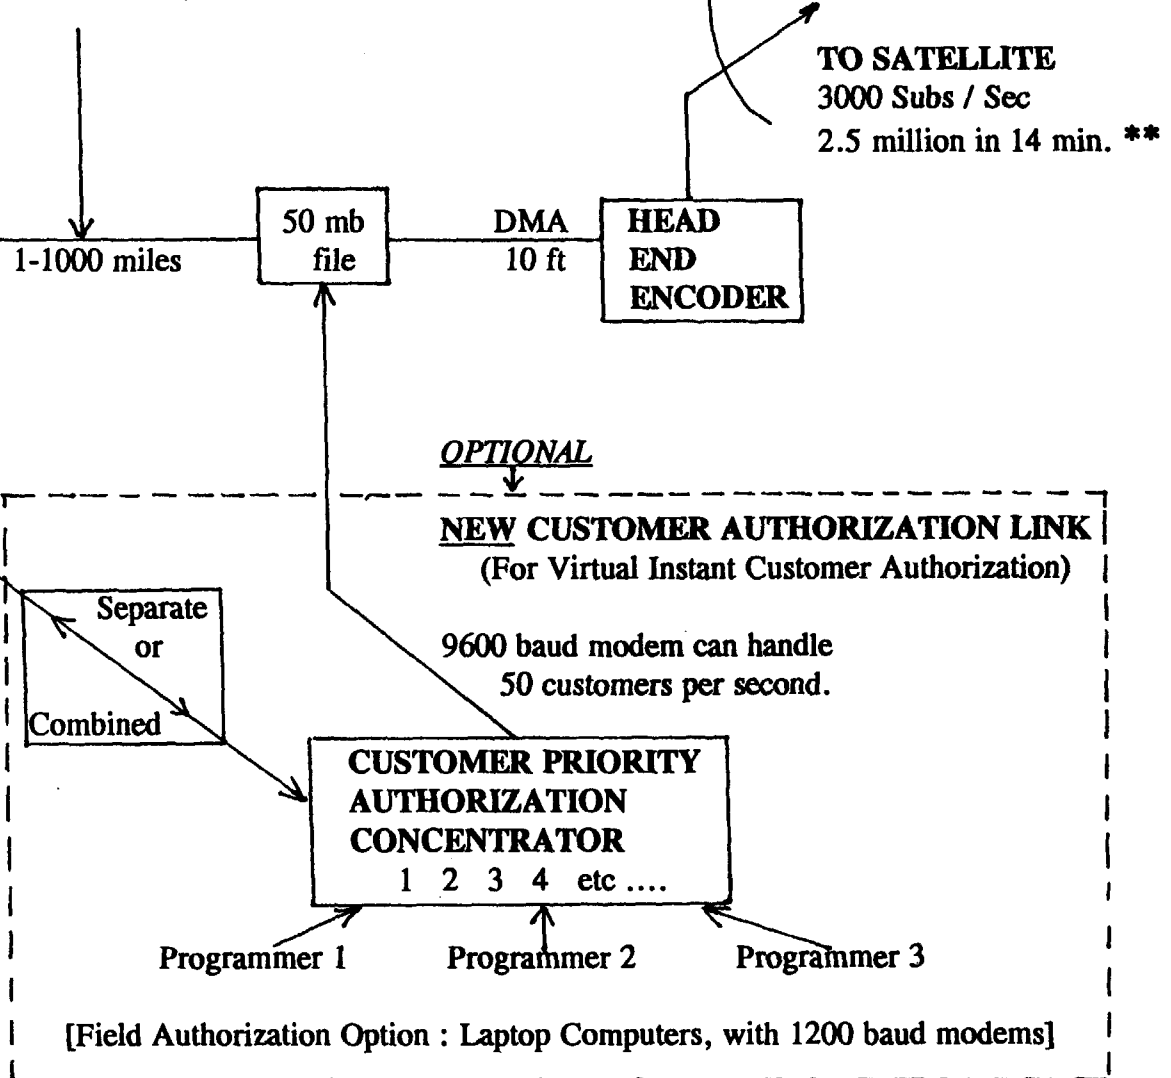 TO SATELLITE
3000 Subs / Sec
2.5 million in 14 min. **
50 mb
file
DMA
10 ft
HEAD
END
ENCODER
1-1000 miles
OPTIONAL
NEW CUSTOMER AUTHORIZATION LINK
(For Virtual Instant Customer Authorization)
Separate
or
Combined
9600 baud modem can handle
50 customers per second.
CUSTOMER PRIORITY
AUTHORIZATION
CONCENTRATOR
1 2 3 4 etc ....
Programmer 1
Programmer 2
Programmer 3
[Field Authorization Option : Laptop Computers, with 1200 baud modems]